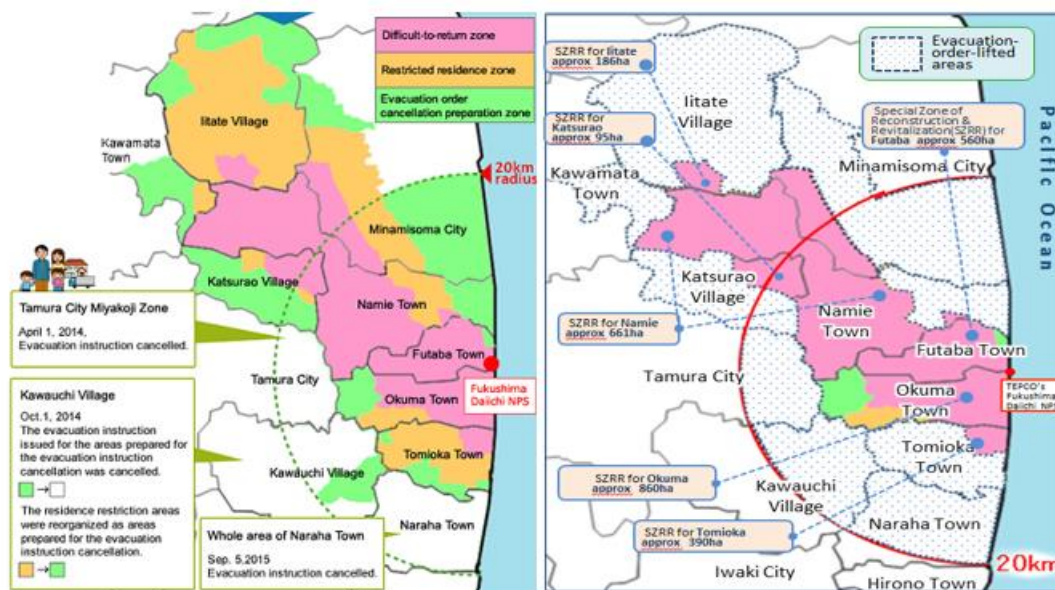 Difficult-to-return zone
Restricted residence zone
Evacuation order
cancellation preparation zone
Iitate Village
Kawamata
Town
20km
radius
Minamisoma City
Katsurao Village
Namie Town
Tamura City Miyakoji Zone
April 1, 2014,
Evacuation instruction cancelled.
Futaba Town
Tamura City
Fukushima
Daiichi NPS
Okuma Town
Kawauchi Village
Oct.1, 2014
The evacuation instruction
issued for the areas prepared for
the evacuation instruction
cancellation was cancelled.
The residence restriction areas
were reorganized as areas
prepared for the evacuation
instruction cancellation.
Tomioka Town
Kawauchi Village
Naraha Town
Whole area of Naraha Town
Sep. 5,2015
Evacuation instruction cancelled.
SZRR for Iitate
approx 186ha
Evacuation-
order-lifted
areas
Iitate
Village
SZRR for
Katsurao
approx 95ha
Special Zone of
Reconstruction &
Revitalization(SZRR) for
Futaba approx 560ha
Pacific Ocean
Kawamata
Town
Minamisoma City
Katsurao
Village
SZRR for Namie
approx 661ha
Namie
Town
Futaba Town
Tamura City
Okuma
Town
TEPCO's
Fukushima
Daiichi NPS
Tomioka
Town
SZRR for Okuma
approx 860ha
Kawauchi
Village
SZRR for Tomioka
approx 390ha
Naraha Town
Iwaki City
20km
Hirono Town